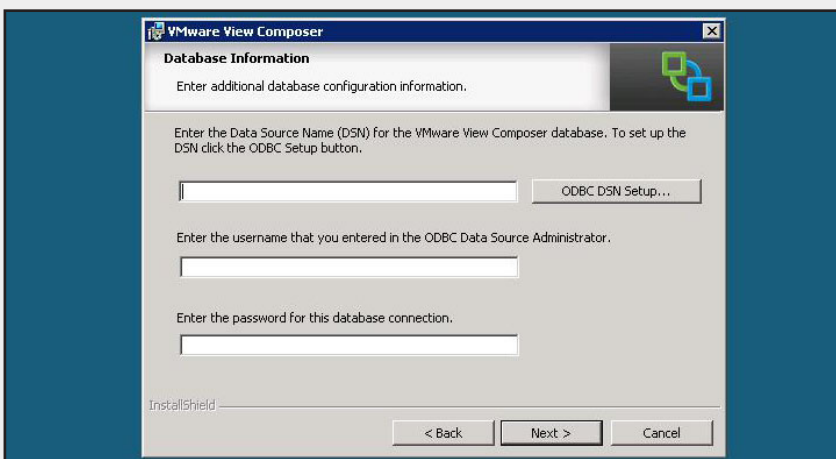 VMware View Composer
Database Information
Enter additional database configuration information.
Enter the Data Source Name (DSN) for the VMware View Composer database. To set up the
DSN click the ODBC Setup button.
ODBC DSN Setup...
Enter the username that you entered in the ODBC Data Source Administrator.
Enter the password for this database connection.
InstallShield
< Back
Next >
Cancel